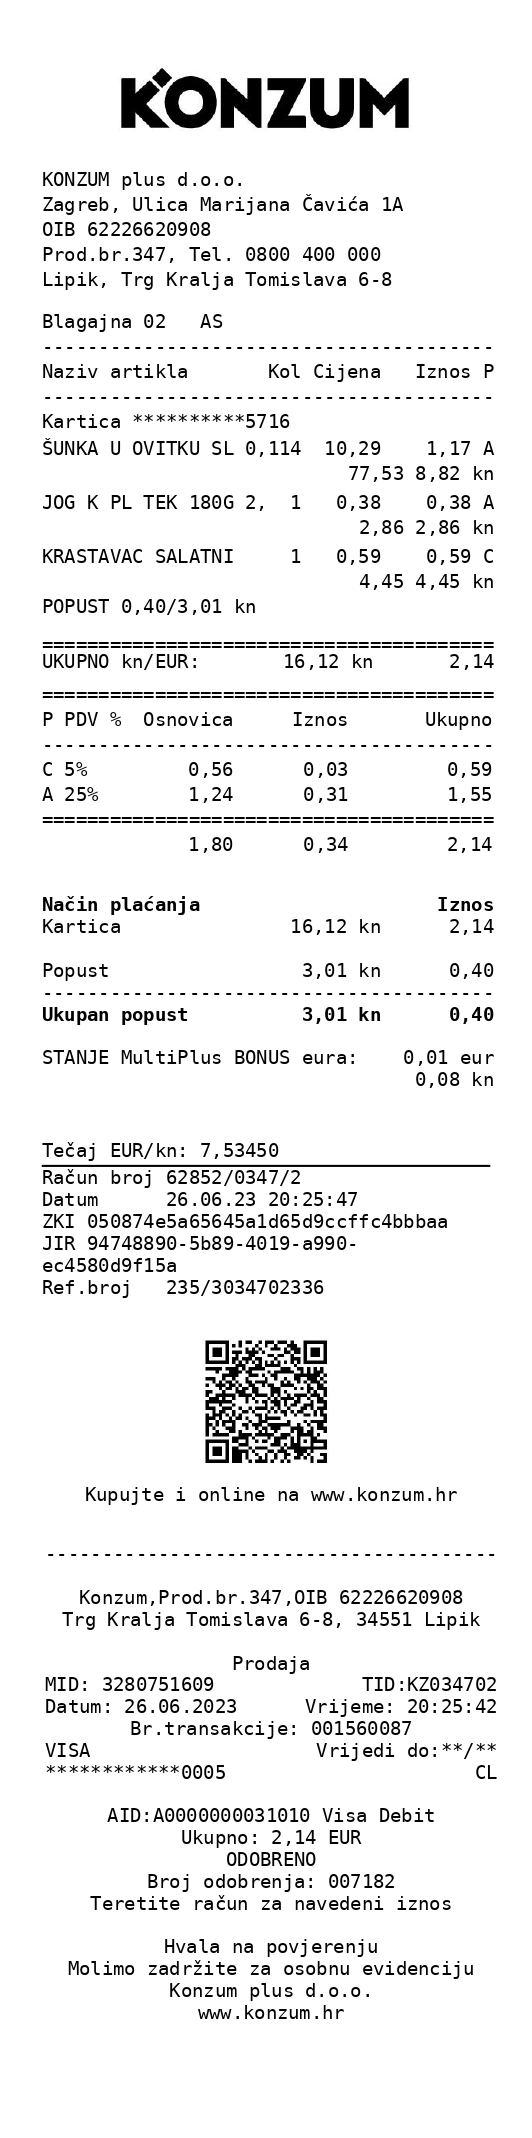 KONZUM
KONZUM plus d.o.o.
Zagreb, Ulica Marijana Čavića 1A
OIB 62226620908
Prod.br.347, Tel. 0800 400 000
Lipik, Trg Kralja Tomislava 6-8
Blagajna 02   AS
----------------------------------------
Naziv artikla       Kol Cijena   Iznos P
----------------------------------------
Kartica **********5716
ŠUNKA U OVITKU SL 0,114  10,29    1,17 A
77,53 8,82 kn
JOG K PL TEK 180G 2,  1   0,38    0,38 A
2,86 2,86 kn
KRASTAVAC SALATNI     1   0,59    0,59 C
4,45 4,45 kn
POPUST 0,40/3,01 kn
========================================
UKUPNO kn/EUR:       16,12 kn       2,14
========================================
P PDV %  Osnovica     Iznos       Ukupno
----------------------------------------
C 5%         0,56      0,03         0,59
A 25%        1,24      0,31         1,55
========================================
1,80      0,34         2,14
Način plaćanja                     Iznos
Kartica               16,12 kn      2,14
Popust                 3,01 kn      0,40
----------------------------------------
Ukupan popust          3,01 kn      0,40
STANJE MultiPlus BONUS eura:    0,01 eur
0,08 kn
Tečaj EUR/kn: 7,53450
Račun broj 62852/0347/2
Datum      26.06.23 20:25:47
ZKI 050874e5a65645a1d65d9ccffc4bbbaa
JIR 94748890-5b89-4019-a990-
ec4580d9f15a
Ref.broj   235/3034702336
Kupujte i online na www.konzum.hr
----------------------------------------
Konzum,Prod.br.347,OIB 62226620908
Trg Kralja Tomislava 6-8, 34551 Lipik
Prodaja
MID: 3280751609             TID:KZ034702
Datum: 26.06.2023      Vrijeme: 20:25:42
Br.transakcije: 001560087
VISA                    Vrijedi do:**/**
************0005                      CL
AID:A0000000031010 Visa Debit
Ukupno: 2,14 EUR
ODOBRENO
Broj odobrenja: 007182
Teretite račun za navedeni iznos
Hvala na povjerenju
Molimo zadržite za osobnu evidenciju
Konzum plus d.o.o.
www.konzum.hr